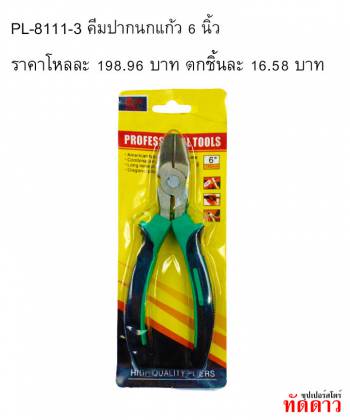 PL-8111-3 คีมปากนกแก้ว 6 นิ้ว
ราคาโหลละ 198.96 บาท ตกชิ้นละ 16.58 บาท
PROFESSIONAL TOOLS
6"
HIGH QUALITY PLIERS
ซุปเปอร์สโตร์
ทัดดาว